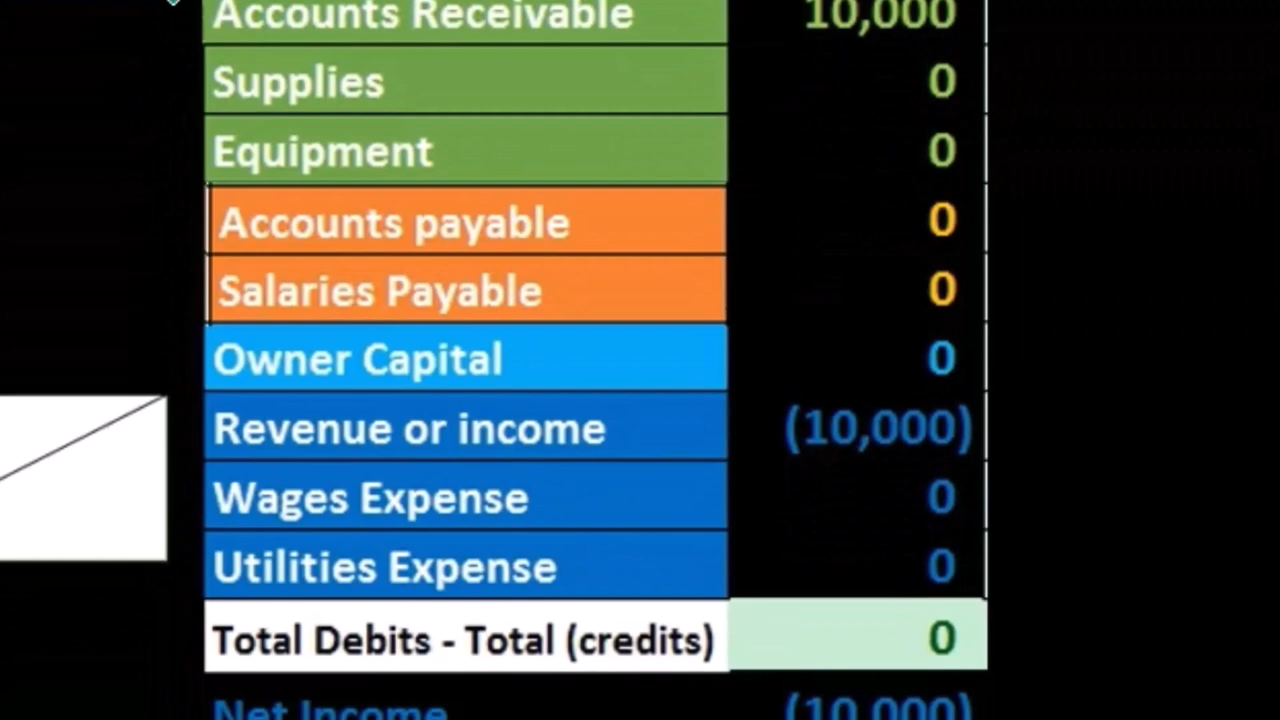 Accounts Receivable 10,000
Supplies 0
Equipment 0
Accounts payable 0
Salaries Payable 0
Owner Capital 0
Revenue or income (10,000)
Wages Expense 0
Utilities Expense 0
Total Debits - Total (credits) 0
Net Income (10,000)